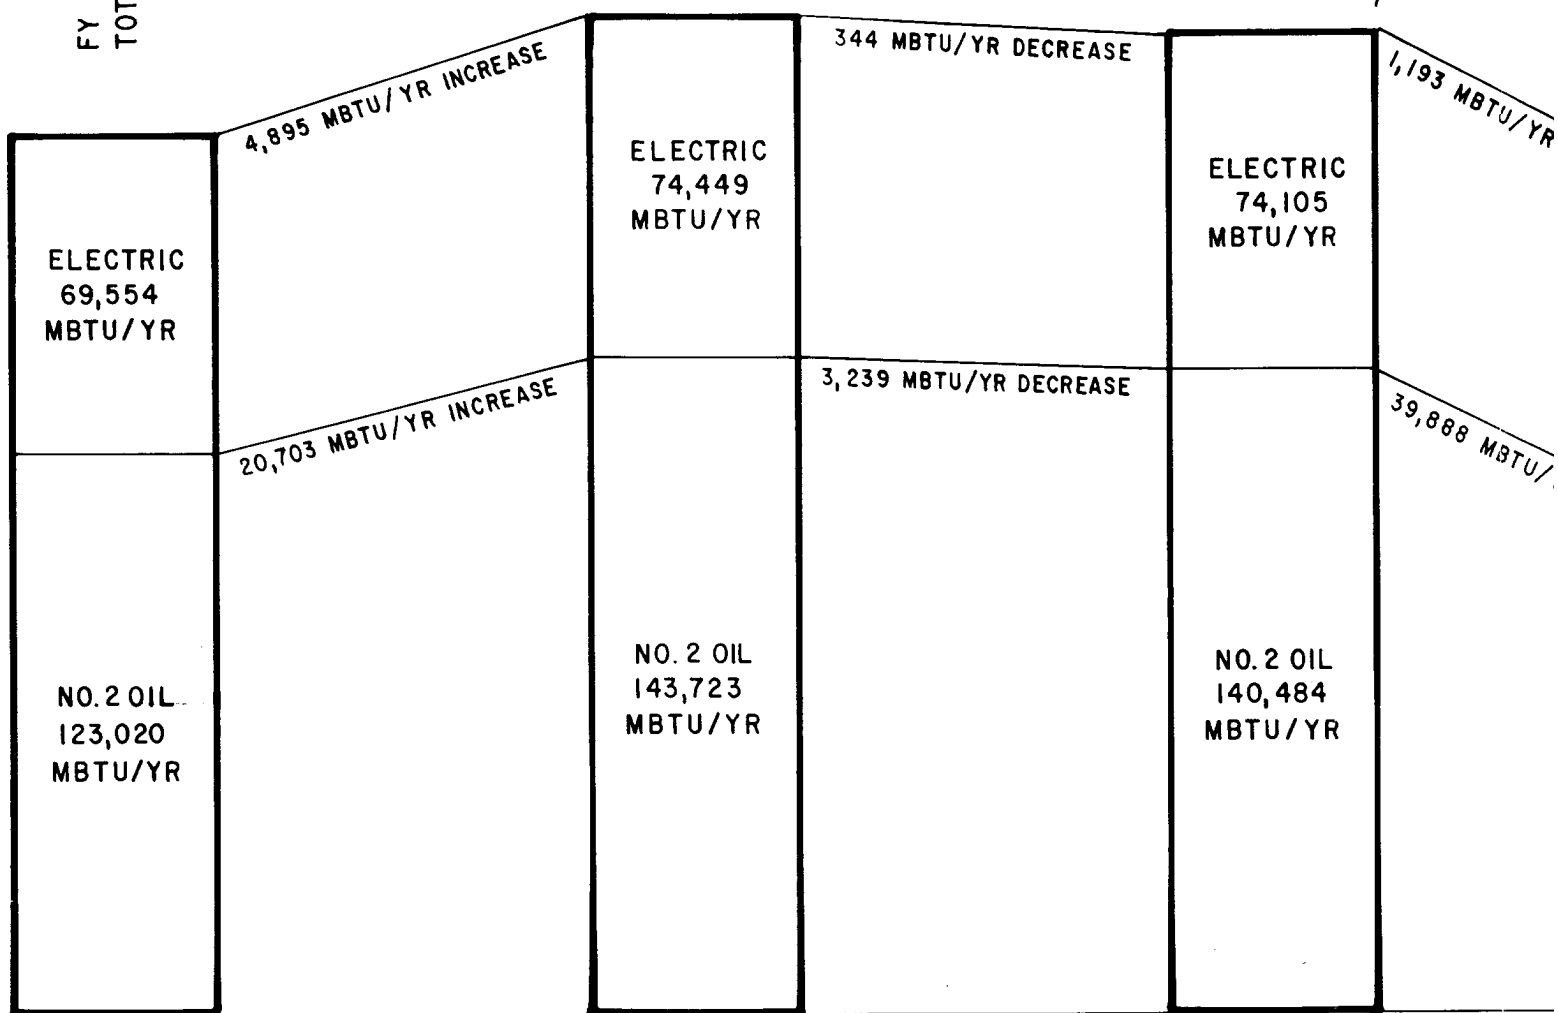 FY
TOT
4,895 MBTU/YR INCREASE
344 MBTU/YR DECREASE
1,193 MBTU/YR
ELECTRIC
69,554
MBTU/YR
ELECTRIC
74,449
MBTU/YR
ELECTRIC
74,105
MBTU/YR
20,703 MBTU/YR INCREASE
3,239 MBTU/YR DECREASE
39,888 MBTU/
NO. 2 OIL
123,020
MBTU/YR
NO. 2 OIL
143,723
MBTU/YR
NO. 2 OIL
140,484
MBTU/YR